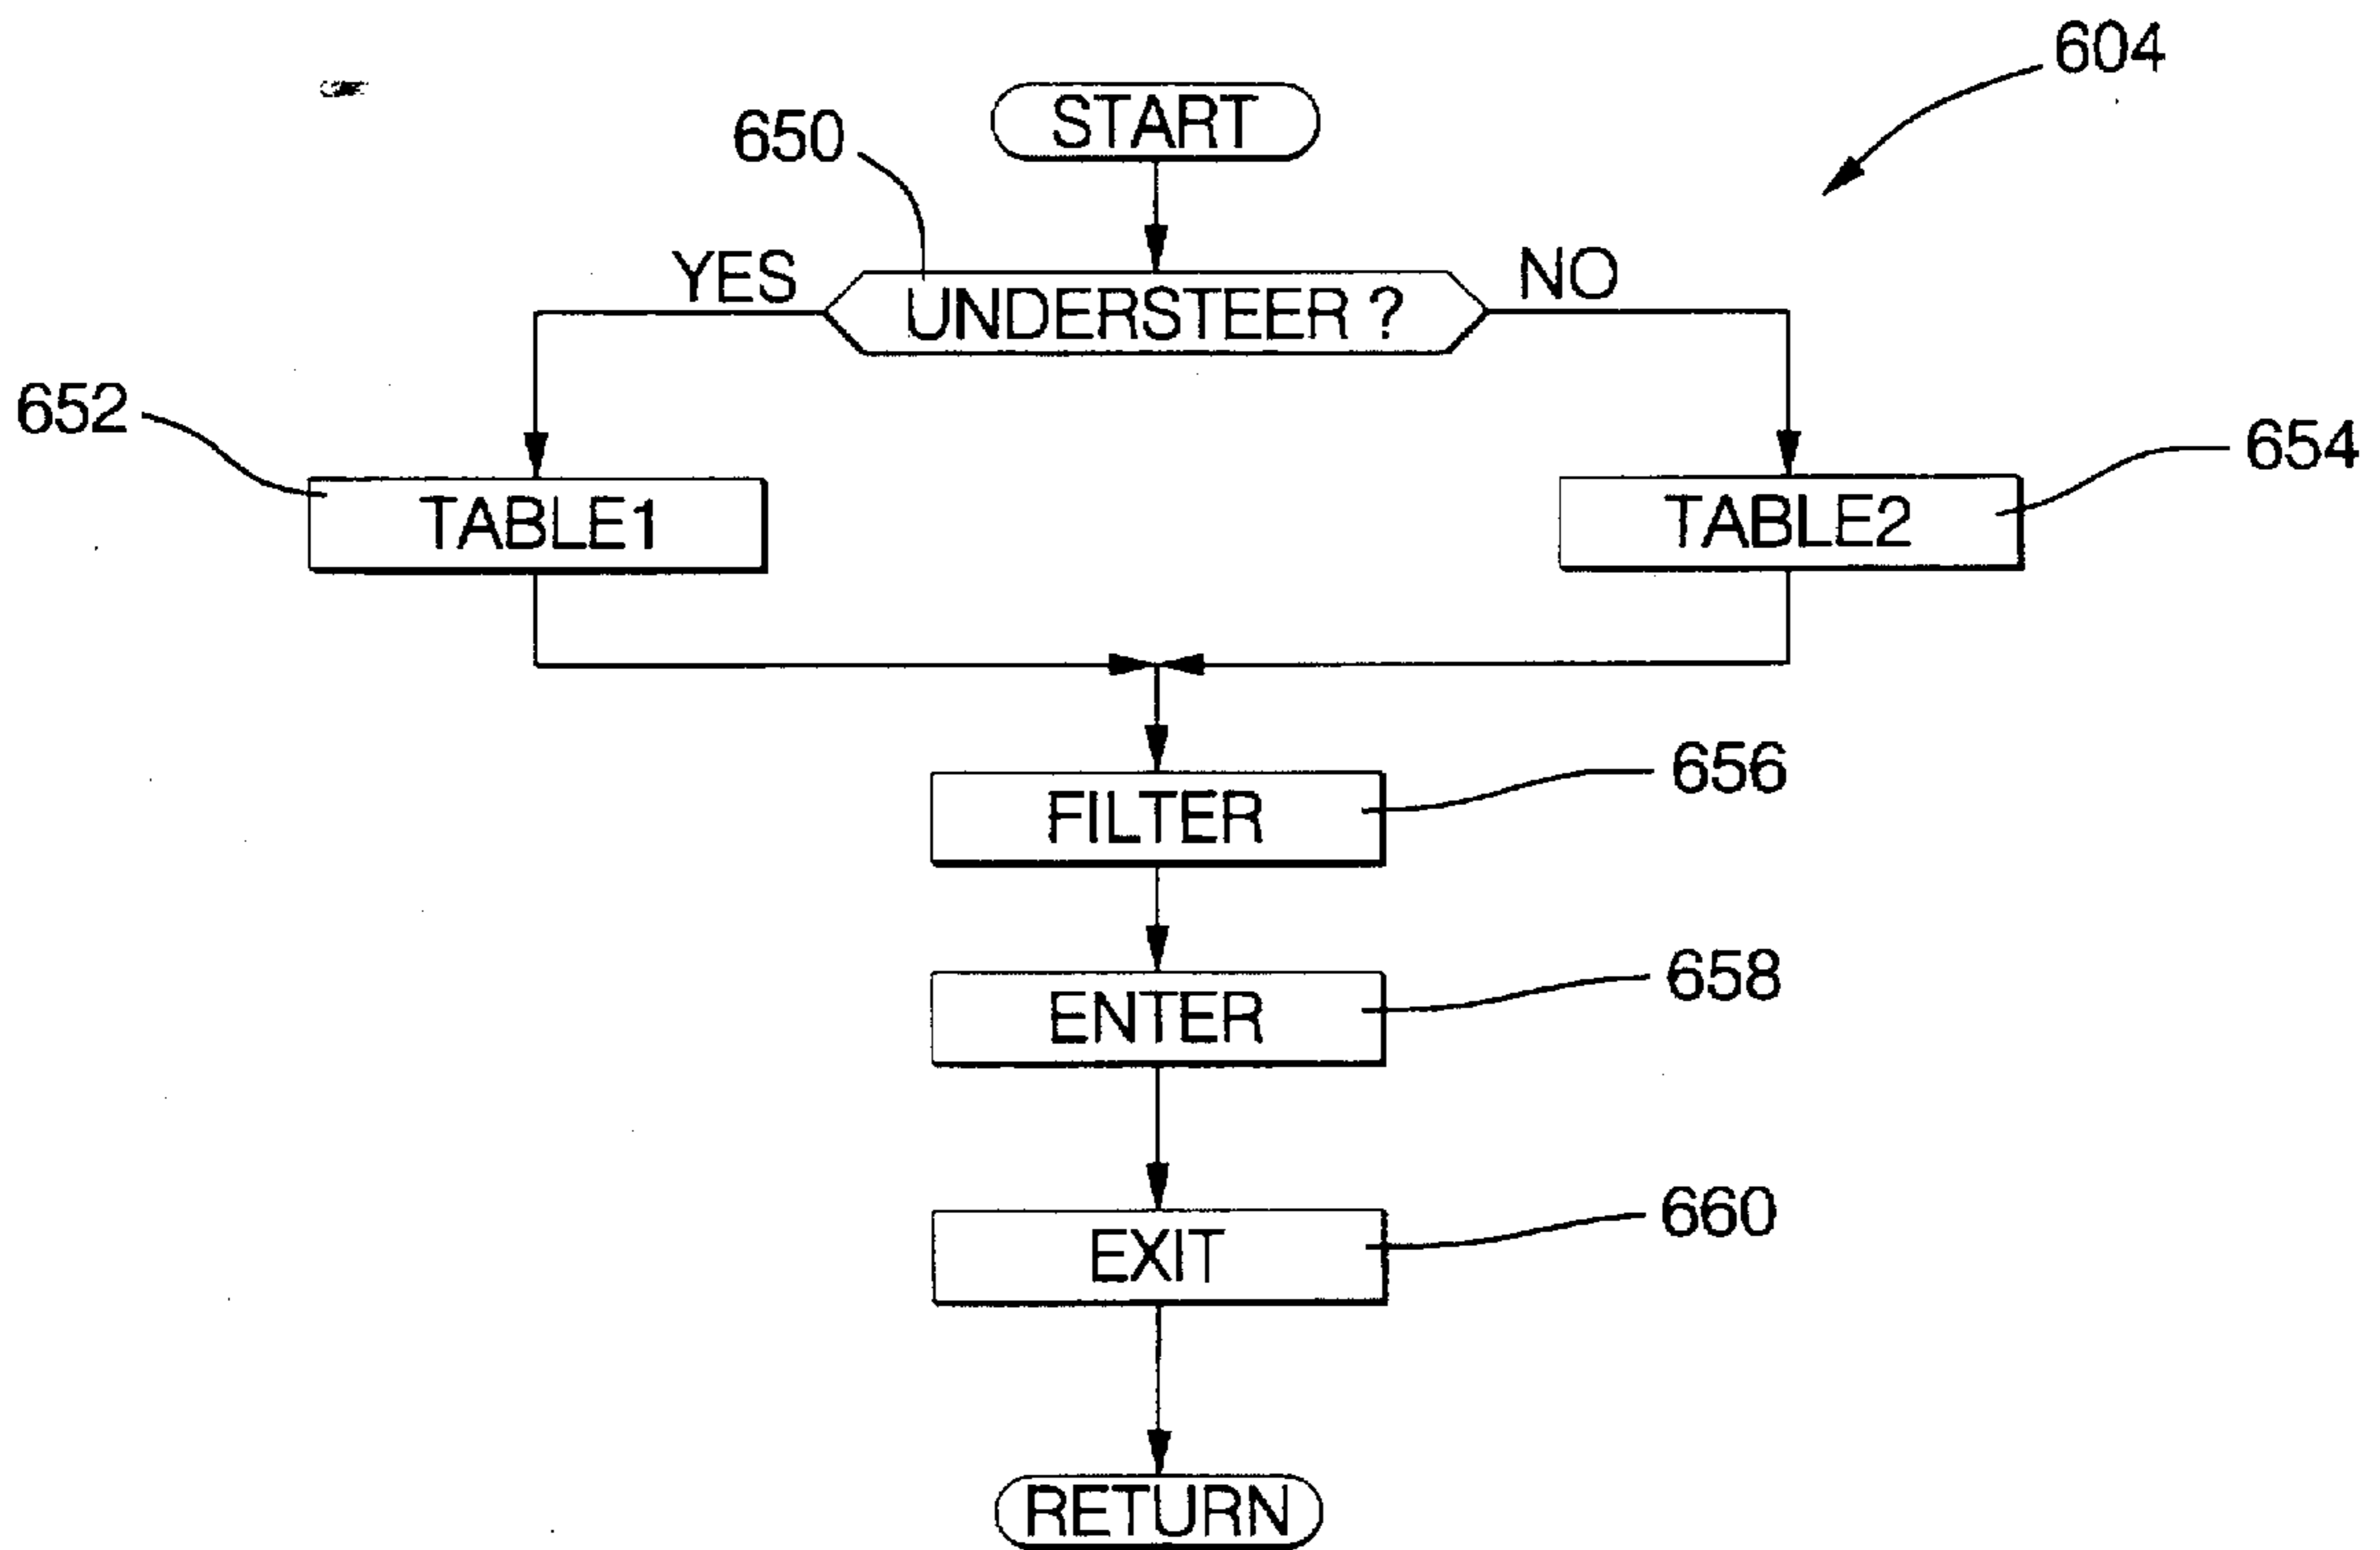 604
START
650
YES
NO
UNDERSTEER ?
652
654
TABLE1
TABLE2
FILTER
656
ENTER
658
EXIT
660
RETURN